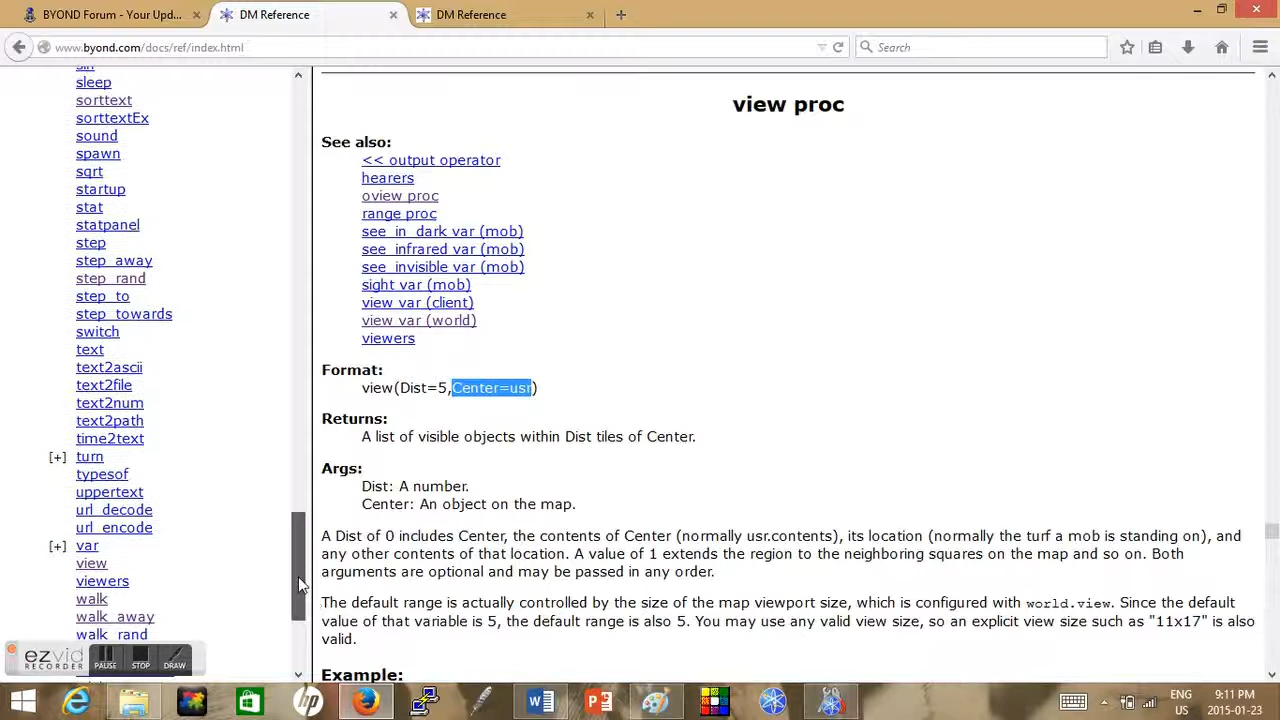 BYOND Forum - Your Upd...
DM Reference
DM Reference
www.byond.com/docs/ref/index.html
Search
sin
sleep
sorttext
sorttextEx
sound
spawn
sqrt
startup
stat
statpanel
step
step_away
step_rand
step_to
step_towards
switch
text
text2ascii
text2file
text2num
text2path
time2text
[+] turn
typesof
uppertext
url_decode
url_encode
[+] var
view
viewers
walk
walk_away
walk_rand
view proc
See also:
<< output operator
hearers
oview proc
range proc
see_in_dark var (mob)
see_infrared var (mob)
see_invisible var (mob)
sight var (mob)
view var (client)
view var (world)
viewers
Format:
view(Dist=5,Center=usr)
Returns:
A list of visible objects within Dist tiles of Center.
Args:
Dist: A number.
Center: An object on the map.
A Dist of 0 includes Center, the contents of Center (normally usr.contents), its location (normally the turf a mob is standing on), and
any other contents of that location. A value of 1 extends the region to the neighboring squares on the map and so on. Both
arguments are optional and may be passed in any order.
The default range is actually controlled by the size of the map viewport size, which is configured with world.view. Since the default
value of that variable is 5, the default range is also 5. You may use any valid view size, so an explicit view size such as "11x17" is also
valid.
Example:
ezvid
RECORDER
PAUSE
STOP
DRAW
ENG
US
9:11 PM
2015-01-23